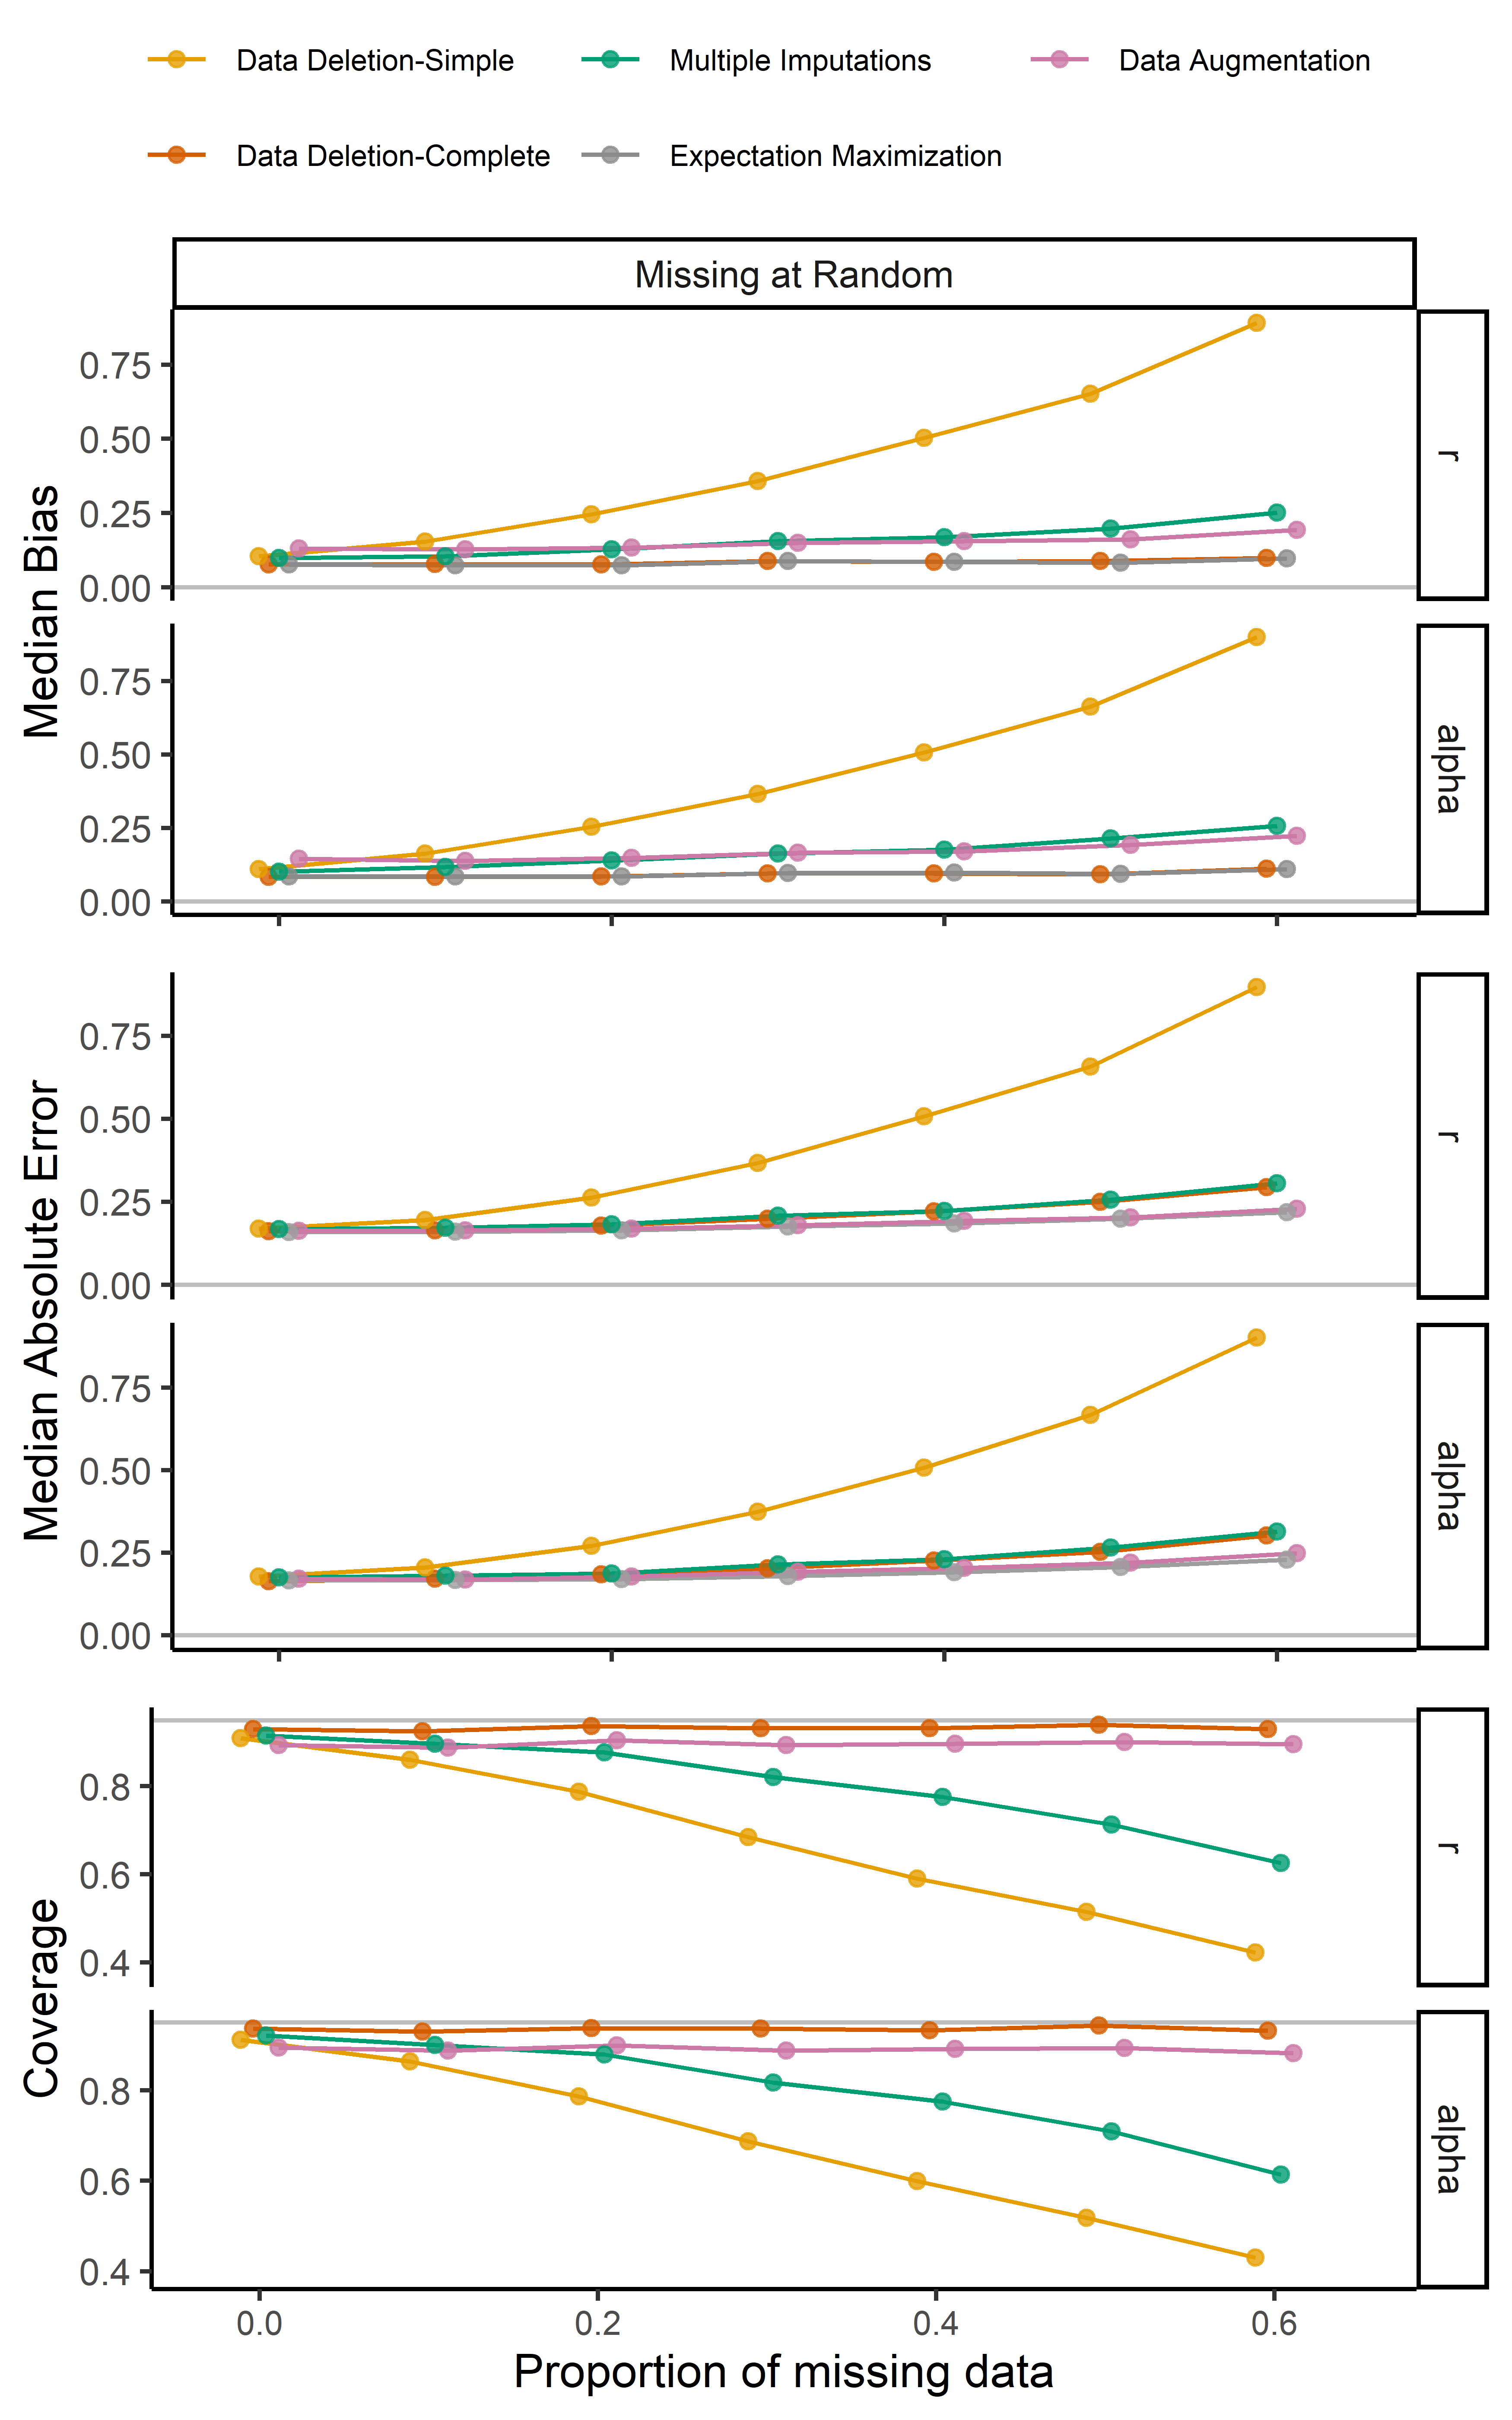 Data Deletion-Simple
Multiple Imputations
Data Augmentation
Data Deletion-Complete
Expectation Maximization
Missing at Random
Median Bias
0.75
0.50
0.25
0.00
r
0.75
0.50
0.25
0.00
alpha
Median Absolute Error
0.75
0.50
0.25
0.00
r
0.75
0.50
0.25
0.00
alpha
Coverage
0.8
0.6
0.4
r
0.8
0.6
0.4
alpha
0.0
0.2
0.4
0.6
Proportion of missing data